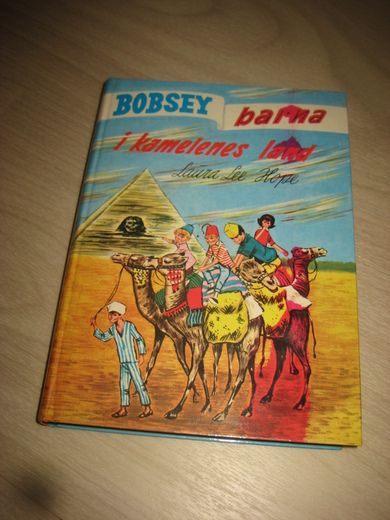 BOBSEY barna
i kamelenes land
Laura Lee Hope